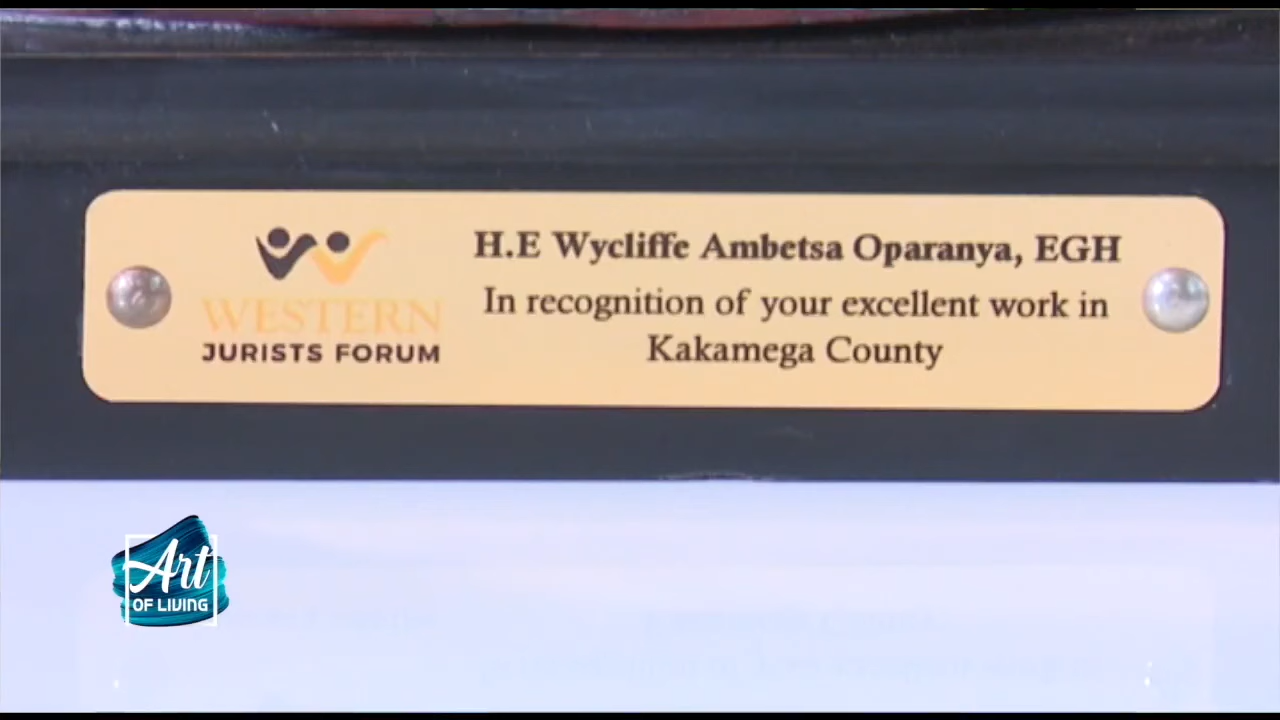 H.E Wycliffe Ambetsa Oparanya, EGH
In recognition of your excellent work in
Kakamega County
WESTERN
JURISTS FORUM
Art
OF LIVING